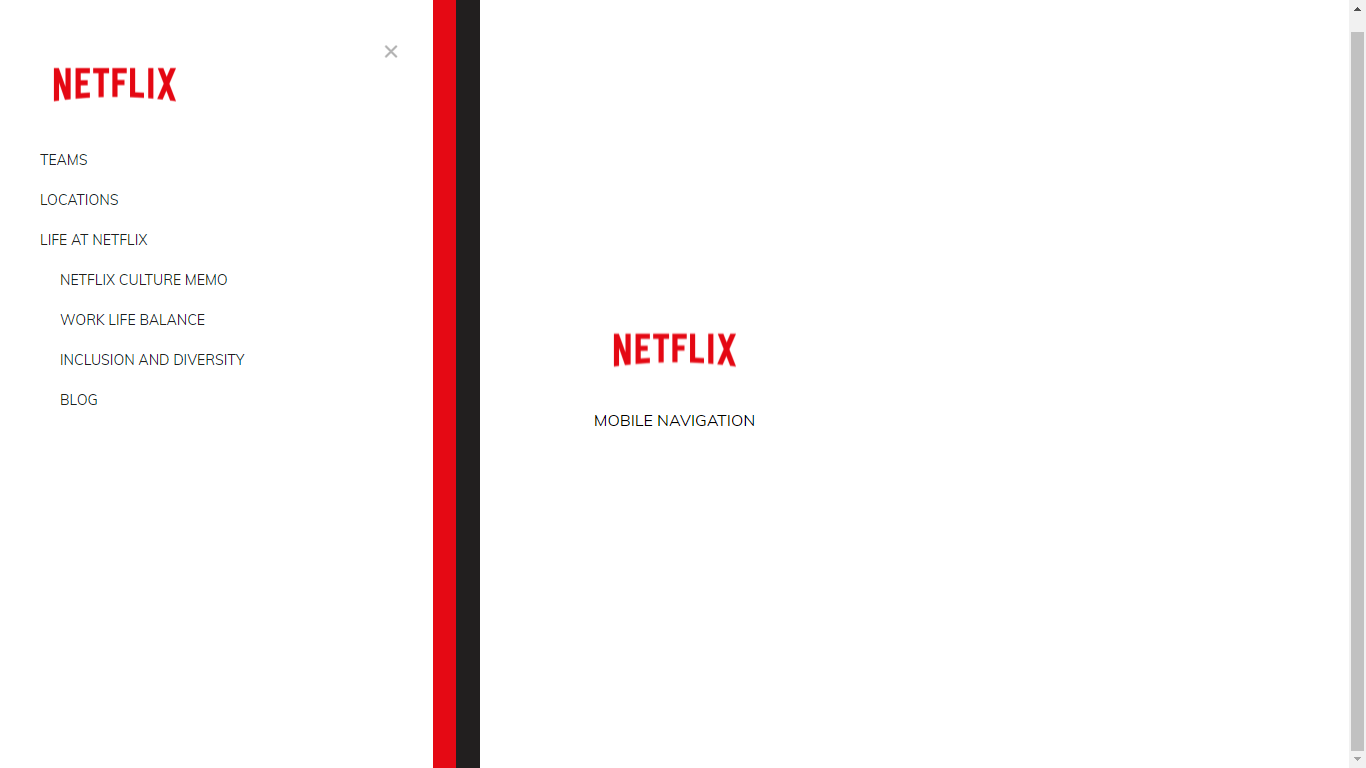 NETFLIX
TEAMS
LOCATIONS
LIFE AT NETFLIX
NETFLIX CULTURE MEMO
WORK LIFE BALANCE
INCLUSION AND DIVERSITY
BLOG
NETFLIX
MOBILE NAVIGATION